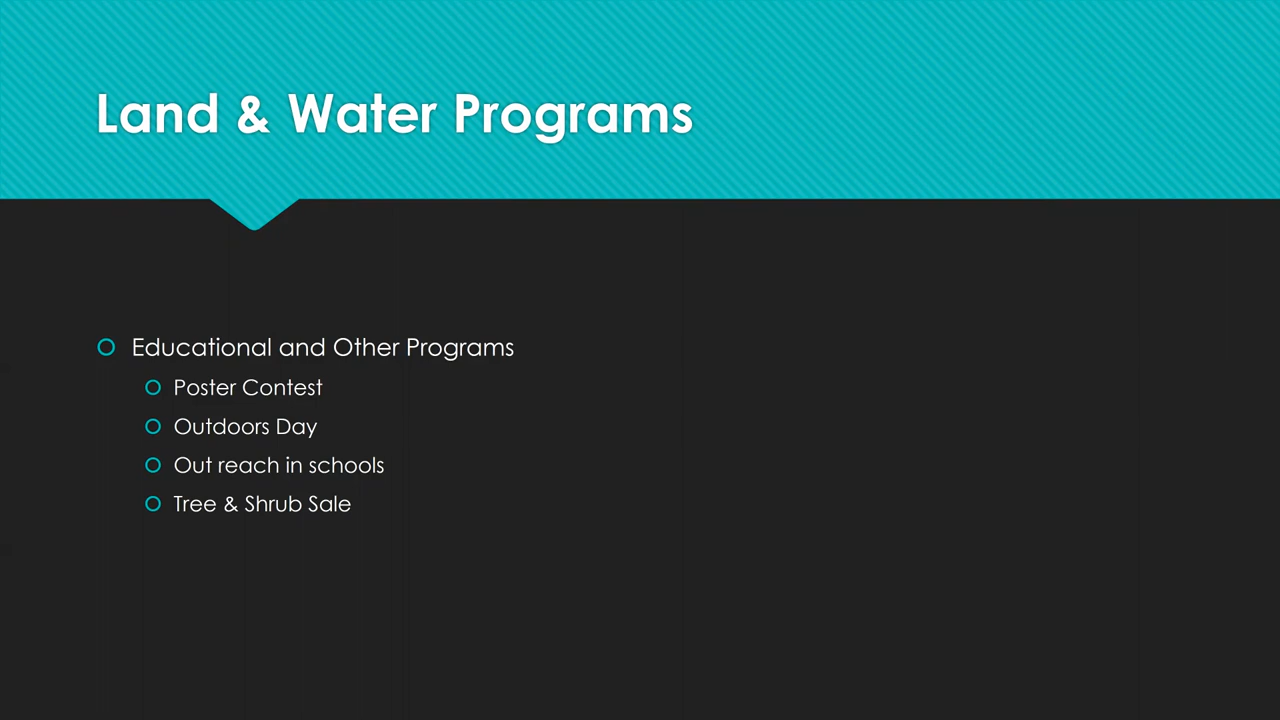 Land & Water Programs
Educational and Other Programs
Poster Contest
Outdoors Day
Out reach in schools
Tree & Shrub Sale